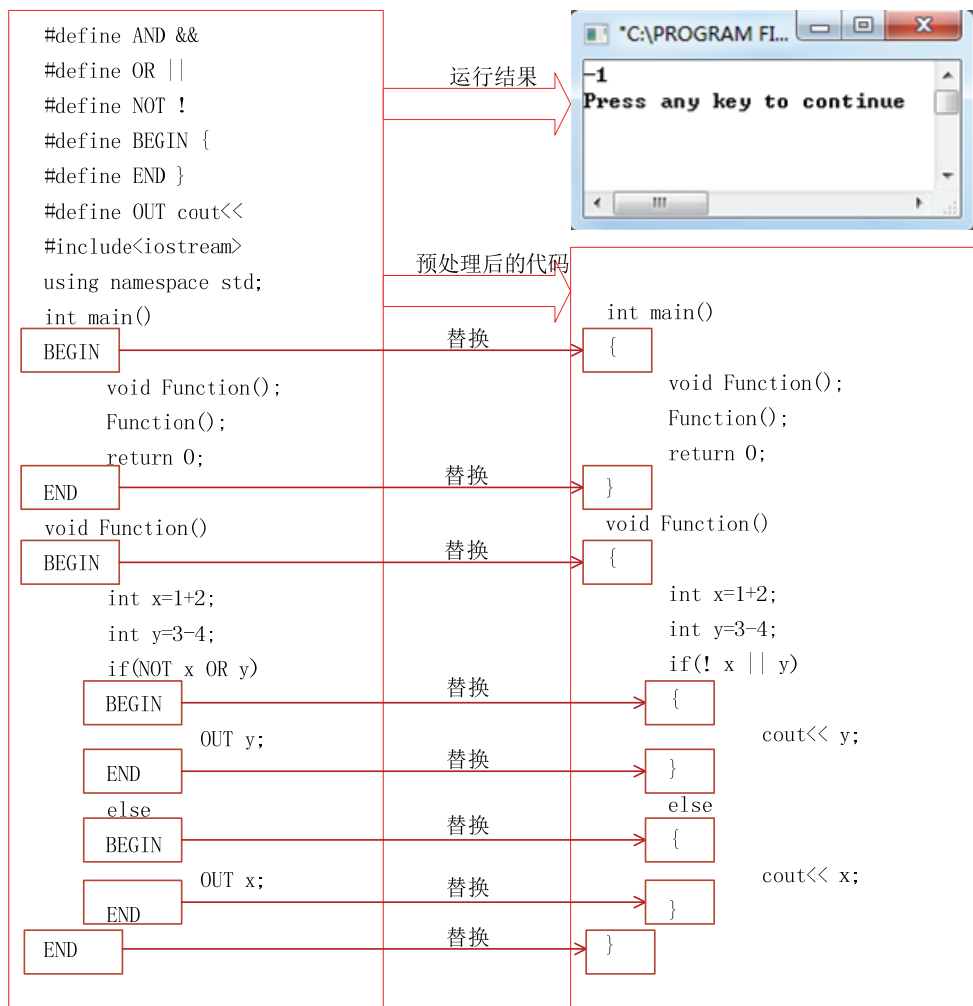 #define AND &&
#define OR ||
#define NOT !
#define BEGIN {
#define END }
#define OUT cout<<
#include<iostream>
using namespace std;
int main()
BEGIN
void Function();
Function();
return 0;
END
void Function()
BEGIN
int x=1+2;
int y=3-4;
if(NOT x OR y)
BEGIN
OUT y;
END
else
BEGIN
OUT x;
END
END
运行结果
预处理后的代码
替换
替换
替换
替换
替换
替换
替换
替换
"C:\PROGRAM FI...
-1
Press any key to continue
int main()
{
void Function();
Function();
return 0;
}
void Function()
{
int x=1+2;
int y=3-4;
if(! x || y)
{
cout<< y;
}
else
{
cout<< x;
}
}